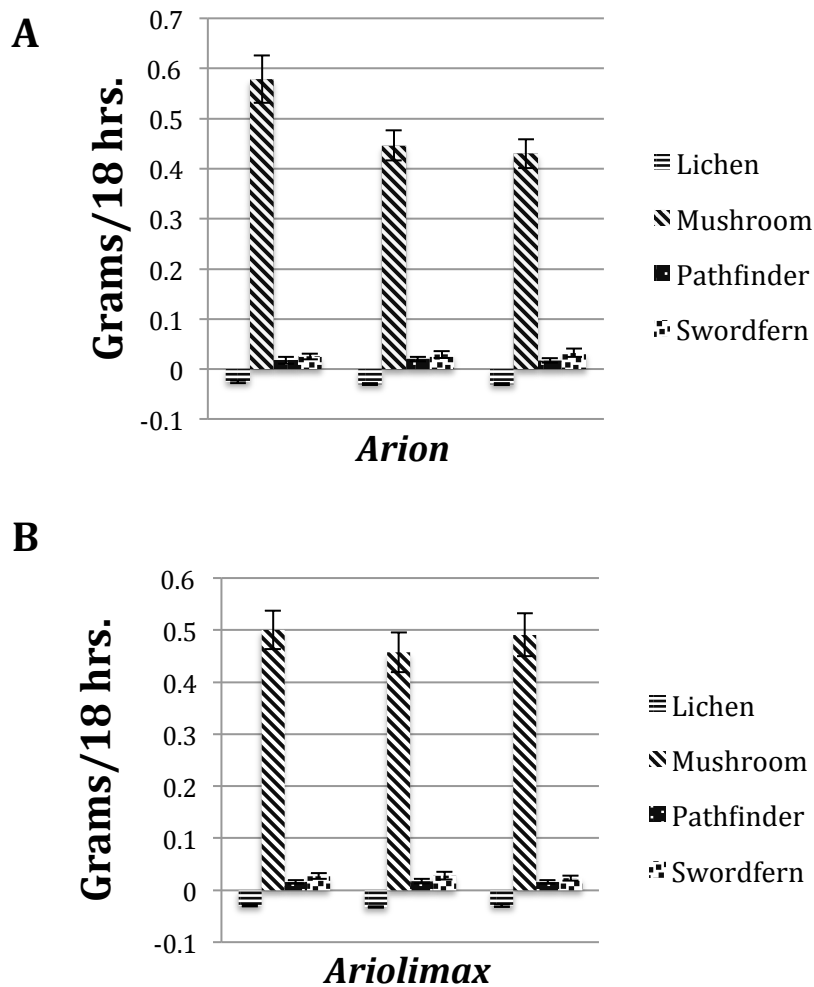 A
Grams/18 hrs.
0.7
0.6
0.5
0.4
0.3
0.2
0.1
0
-0.1
Arion
Lichen
Mushroom
Pathfinder
Swordfern
B
Grams/18 hrs.
0.6
0.5
0.4
0.3
0.2
0.1
0
-0.1
Ariolimax
Lichen
Mushroom
Pathfinder
Swordfern